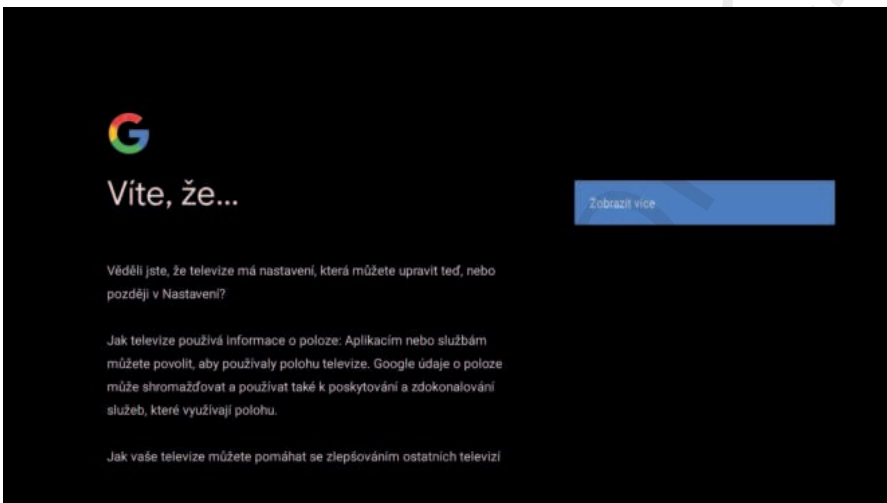 Víte, že...
Zobrazit více
Věděli jste, že televize má nastavení, která můžete upravit teď, nebo
později v Nastavení?
Jak televize používá informace o poloze: Aplikacím nebo službám
můžete povolit, aby používaly polohu televize. Google údaje o poloze
může shromažďovat a používat také k poskytování a zdokonalování
služeb, které využívají polohu.
Jak vaše televize můžete pomáhat se zlepšováním ostatních televizí